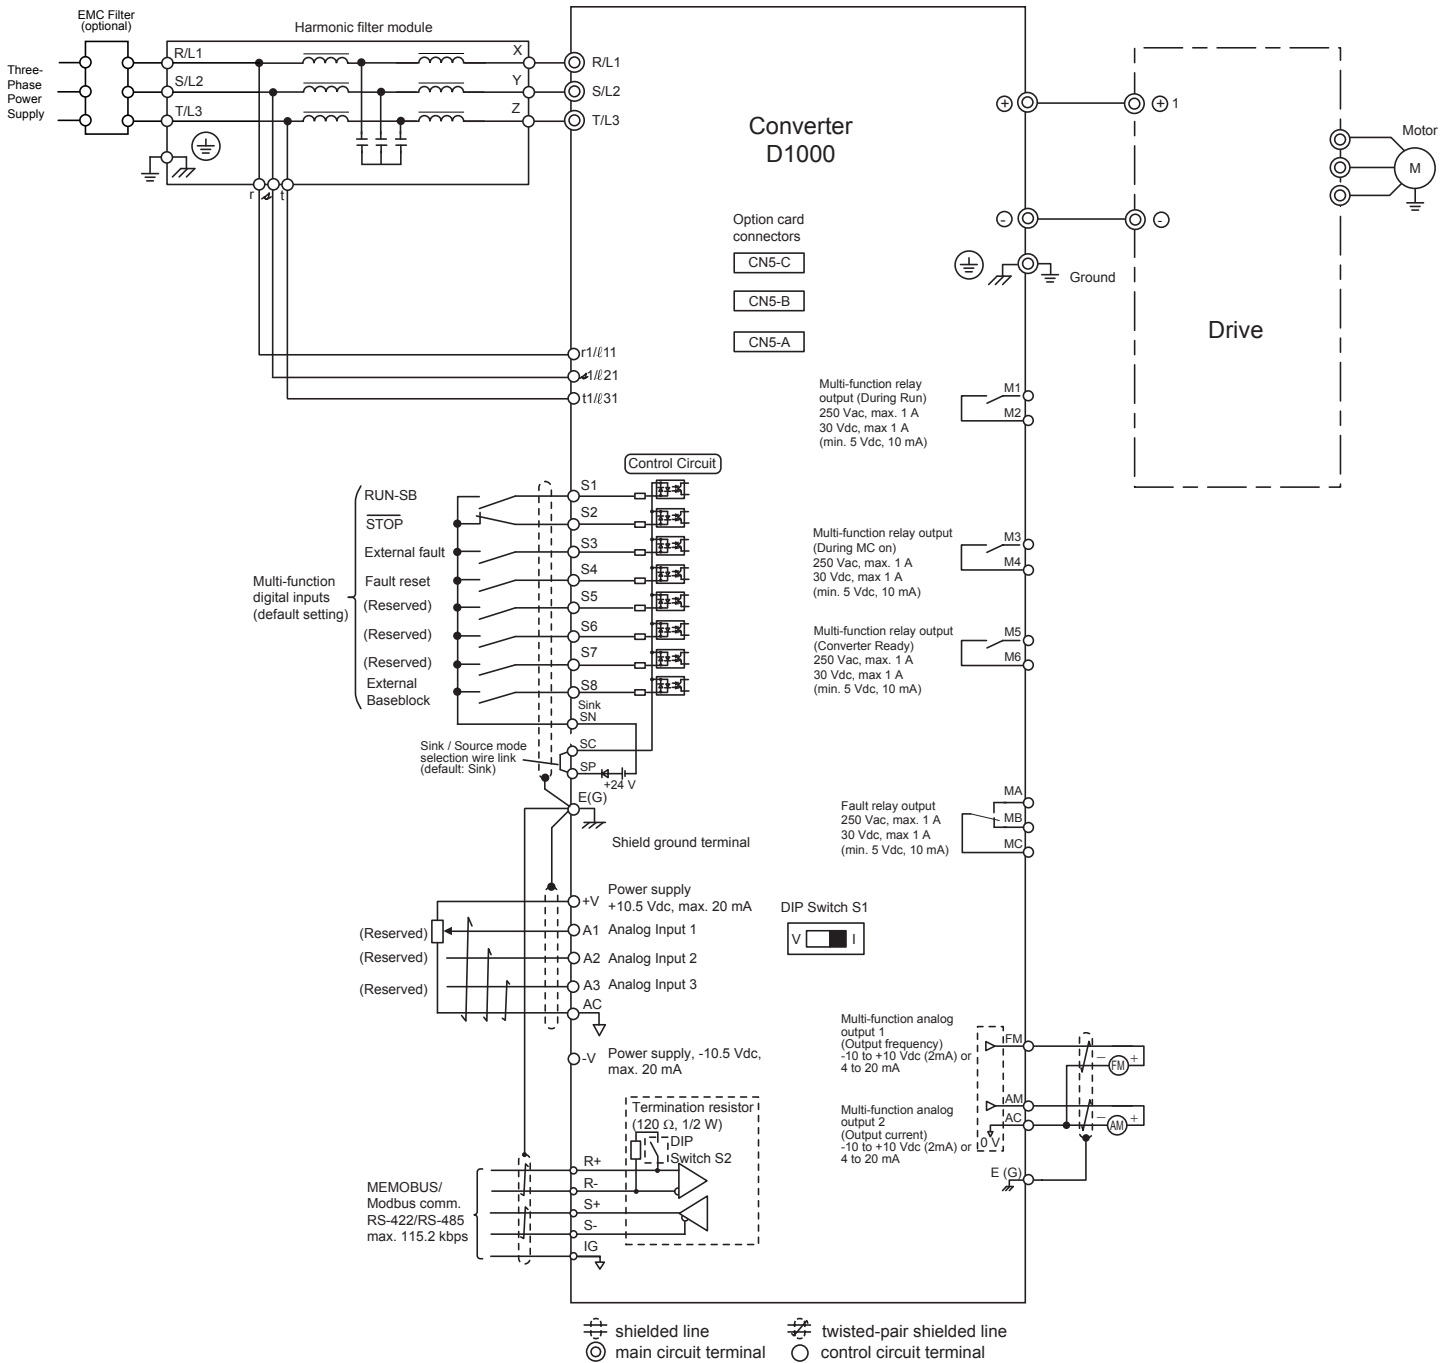 EMC Filter
(optional)
Harmonic filter module
Three-
Phase
Power
Supply
R/L1
S/L2
T/L3
X
Y
Z
R/L1
S/L2
T/L3
r
t
Converter
D1000
Option card
connectors
CN5-C
CN5-B
CN5-A
+
+ 1
-
-
Ground
Drive
Motor
M
r1/ℓ11
1/ℓ21
t1/ℓ31
Multi-function relay
output (During Run)
250 Vac, max. 1 A
30 Vdc, max 1 A
(min. 5 Vdc, 10 mA)
M1
M2
Control Circuit
Multi-function
digital inputs
(default setting)
RUN-SB
STOP
External fault
Fault reset
(Reserved)
(Reserved)
(Reserved)
External
Baseblock
S1
S2
S3
S4
S5
S6
S7
S8
Sink
SN
SC
SP
+24 V
E(G)
Sink / Source mode
selection wire link
(default: Sink)
Shield ground terminal
Multi-function relay output
(During MC on)
250 Vac, max. 1 A
30 Vdc, max 1 A
(min. 5 Vdc, 10 mA)
M3
M4
Multi-function relay output
(Converter Ready)
250 Vac, max. 1 A
30 Vdc, max 1 A
(min. 5 Vdc, 10 mA)
M5
M6
Fault relay output
250 Vac, max. 1 A
30 Vdc, max 1 A
(min. 5 Vdc, 10 mA)
MA
MB
MC
+V
Power supply
+10.5 Vdc, max. 20 mA
(Reserved)
A1 Analog Input 1
(Reserved)
A2 Analog Input 2
(Reserved)
A3 Analog Input 3
AC
-V
Power supply, -10.5 Vdc,
max. 20 mA
DIP Switch S1
V I
Multi-function analog
output 1
(Output frequency)
-10 to +10 Vdc (2mA) or
4 to 20 mA
FM
− +
FM
Multi-function analog
output 2
(Output current)
-10 to +10 Vdc (2mA) or
4 to 20 mA
AM
AC
0 V
− +
AM
E (G)
Termination resistor
(120 Ω, 1/2 W)
DIP
Switch S2
MEMOBUS/
Modbus comm.
RS-422/RS-485
max. 115.2 kbps
R+
R-
S+
S-
IG
shielded line
twisted-pair shielded line
main circuit terminal
control circuit terminal